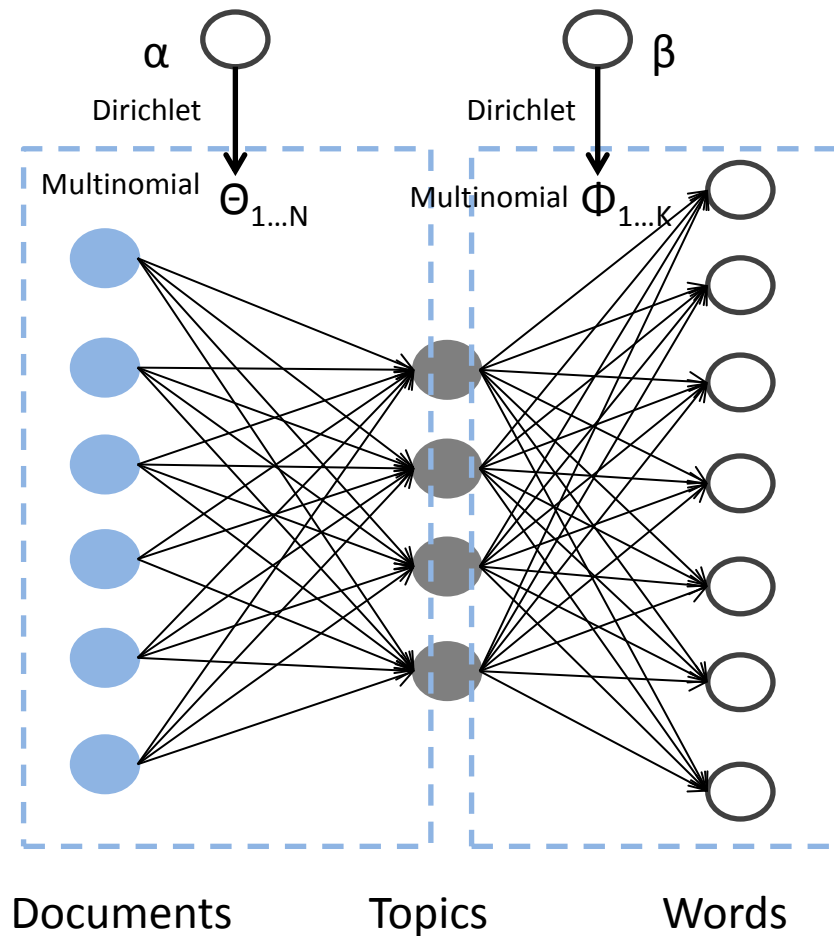 α
β
Dirichlet
Dirichlet
Multinomial Θ1...N
Multinomial Φ1...K
Documents
Topics
Words